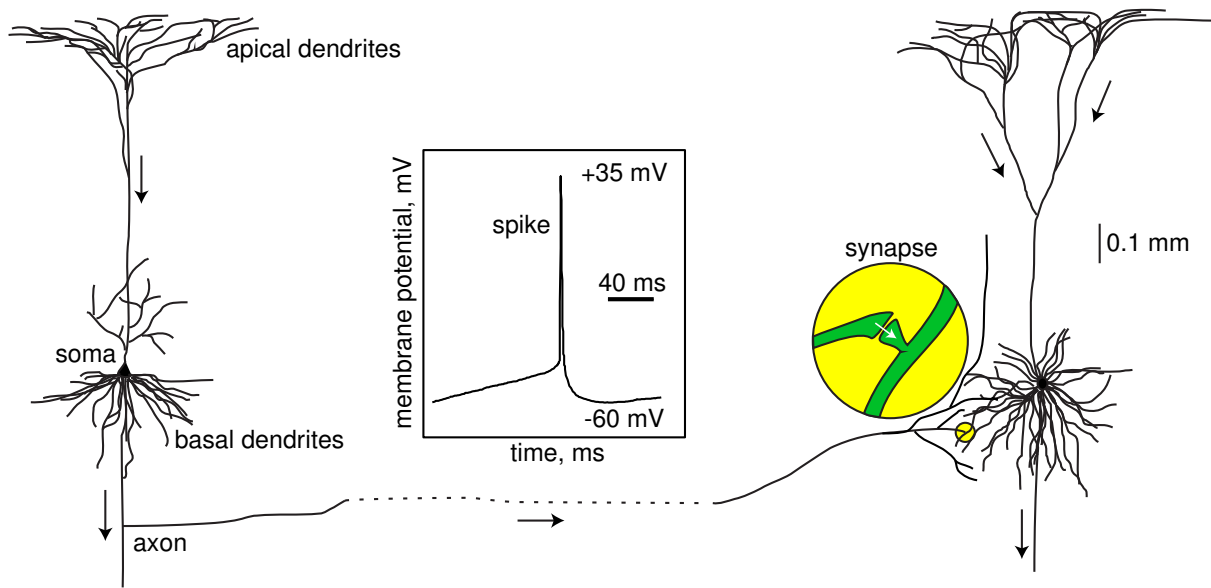 apical dendrites
+35 mV
spike
40 ms
membrane potential, mV
-60 mV
time, ms
synapse
0.1 mm
soma
basal dendrites
axon